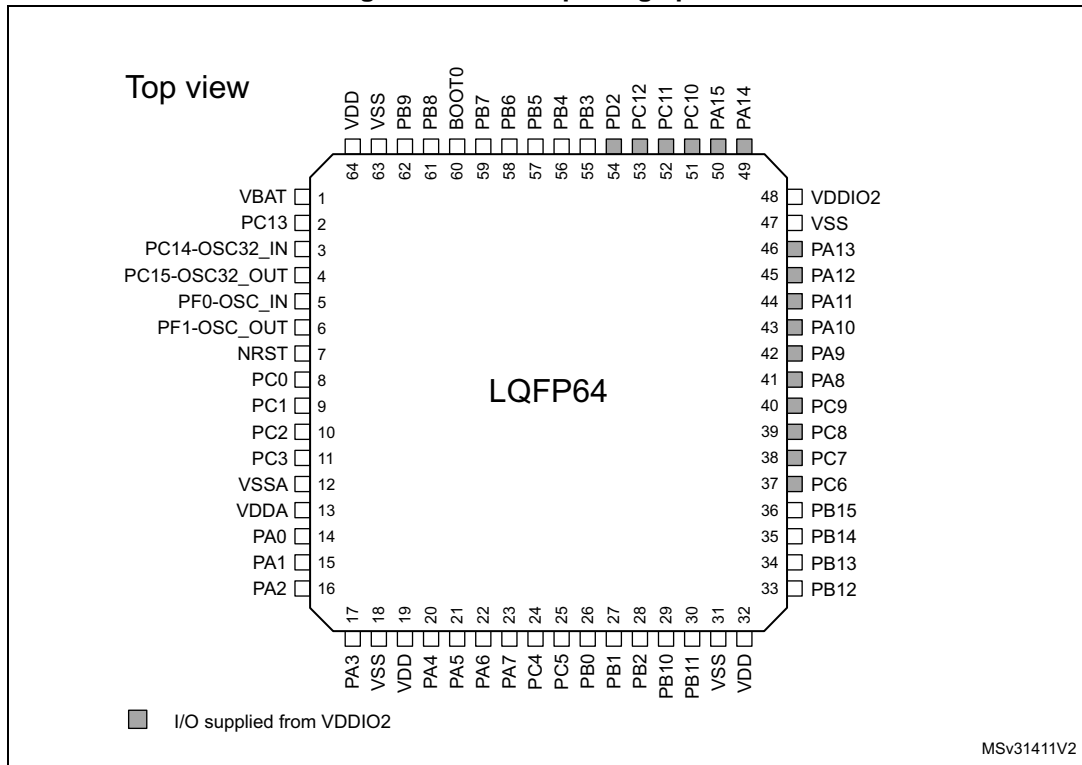 Top view
VDD
VSS
PB9
PB8
BOOT0
PB7
PB6
PB5
PB4
PB3
PD2
PC12
PC11
PC10
PA15
PA14
64
63
62
61
60
59
58
57
56
55
54
53
52
51
50
49
VBAT 1
PC13 2
PC14-OSC32_IN 3
PC15-OSC32_OUT 4
PF0-OSC_IN 5
PF1-OSC_OUT 6
NRST 7
PC0 8
PC1 9
PC2 10
PC3 11
VSSA 12
VDDA 13
PA0 14
PA1 15
PA2 16
LQFP64
48 VDDIO2
47 VSS
46 PA13
45 PA12
44 PA11
43 PA10
42 PA9
41 PA8
40 PC9
39 PC8
38 PC7
37 PC6
36 PB15
35 PB14
34 PB13
33 PB12
17
18
19
20
21
22
23
24
25
26
27
28
29
30
31
32
PA3
VSS
VDD
PA4
PA5
PA6
PA7
PC4
PC5
PB0
PB1
PB2
PB10
PB11
VSS
VDD
I/O supplied from VDDIO2
MSv31411V2